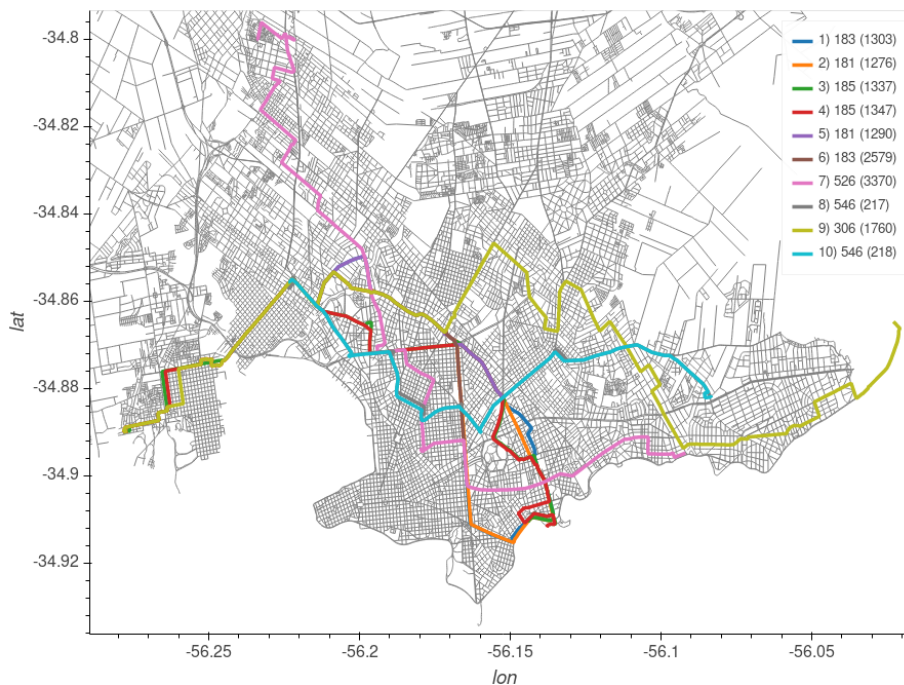 -34.8
-34.82
-34.84
-34.86
-34.88
-34.9
-34.92
lat
1) 183 (1303)
2) 181 (1276)
3) 185 (1337)
4) 185 (1347)
5) 181 (1290)
6) 183 (2579)
7) 526 (3370)
8) 546 (217)
9) 306 (1760)
10) 546 (218)
-56.25
-56.2
-56.15
-56.1
-56.05
lon